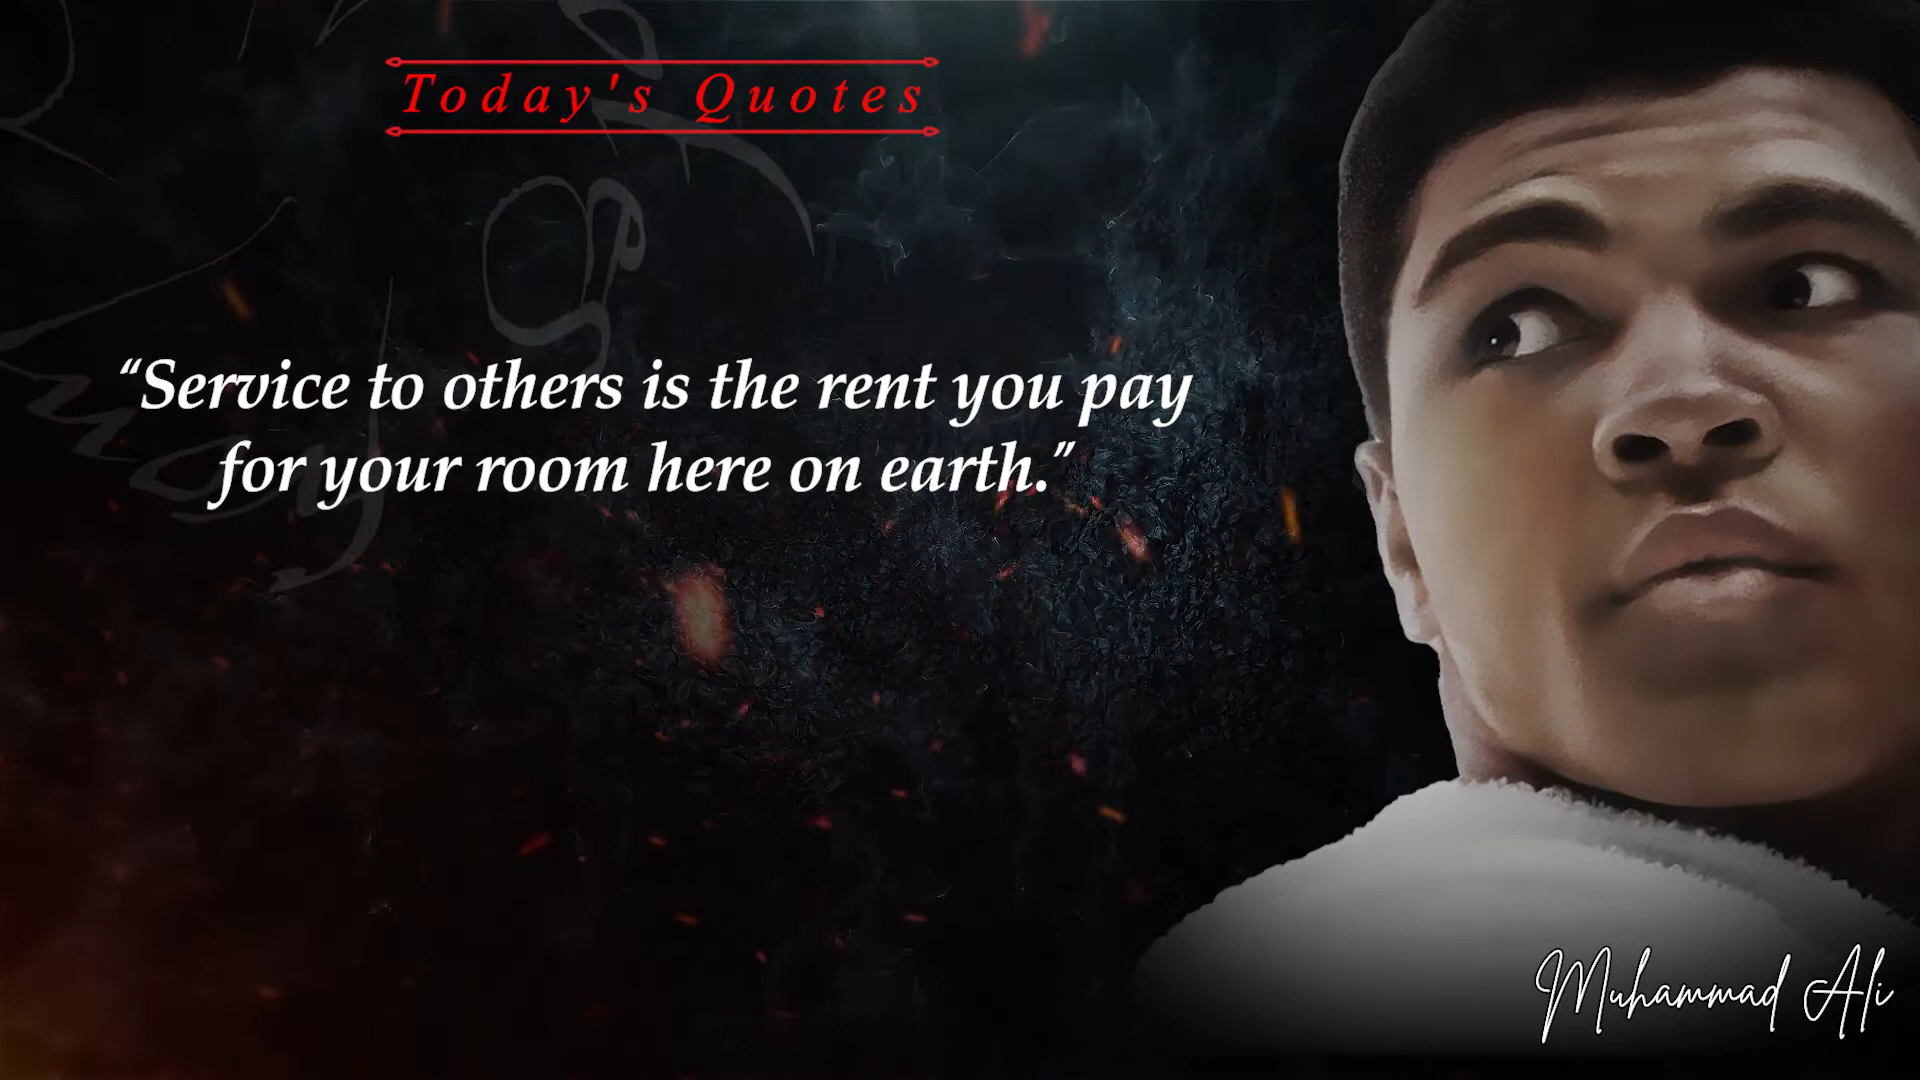 Today's Quotes
“Service to others is the rent you pay
for your room here on earth.”
Muhammad Ali